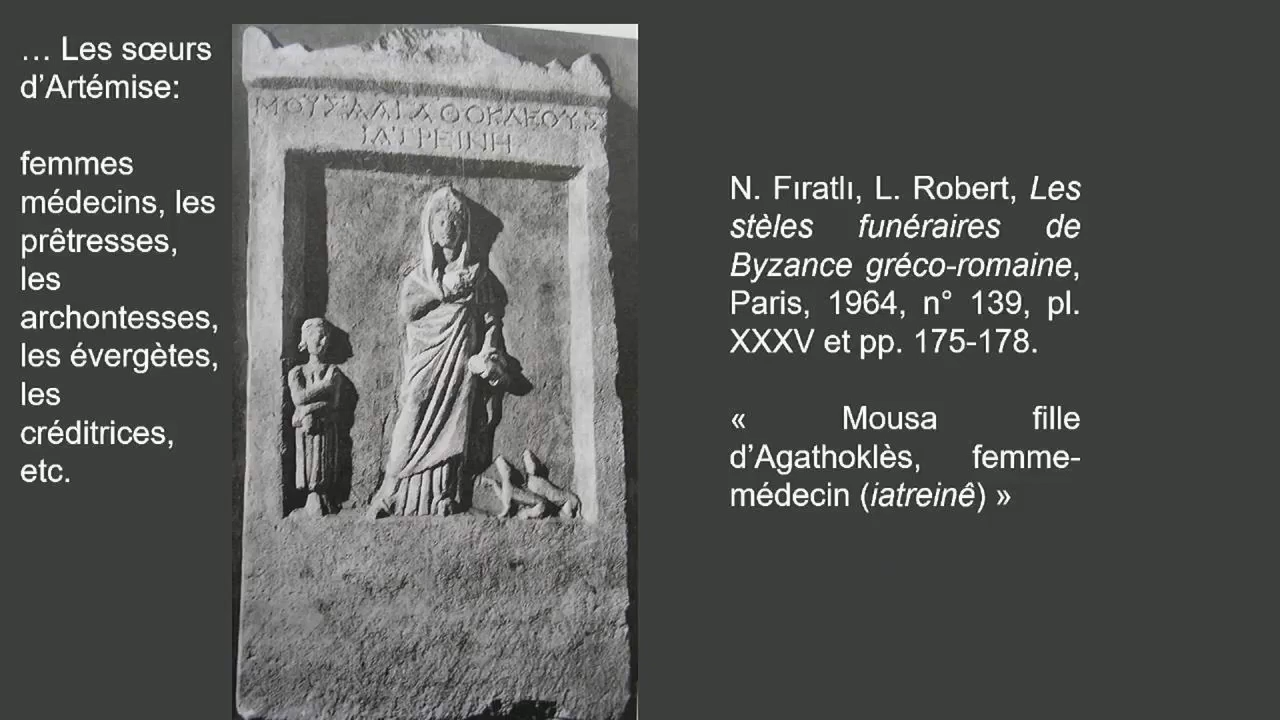 … Les sœurs
d’Artémise:
femmes
médecins, les
prêtresses,
les
archontesses,
les évergètes,
les
créditrices,
etc.
ΜΟΥΣΑ ΑΓΑΘΟΚΛΕΟΥΣ
ΙΑΤΡΕΙΝΗ
N. Fıratlı, L. Robert, Les
stèles funéraires de
Byzance gréco-romaine,
Paris, 1964, n° 139, pl.
XXXV et pp. 175-178.
« Mousa fille
d’Agathoklès, femme-
médecin (iatreinê) »